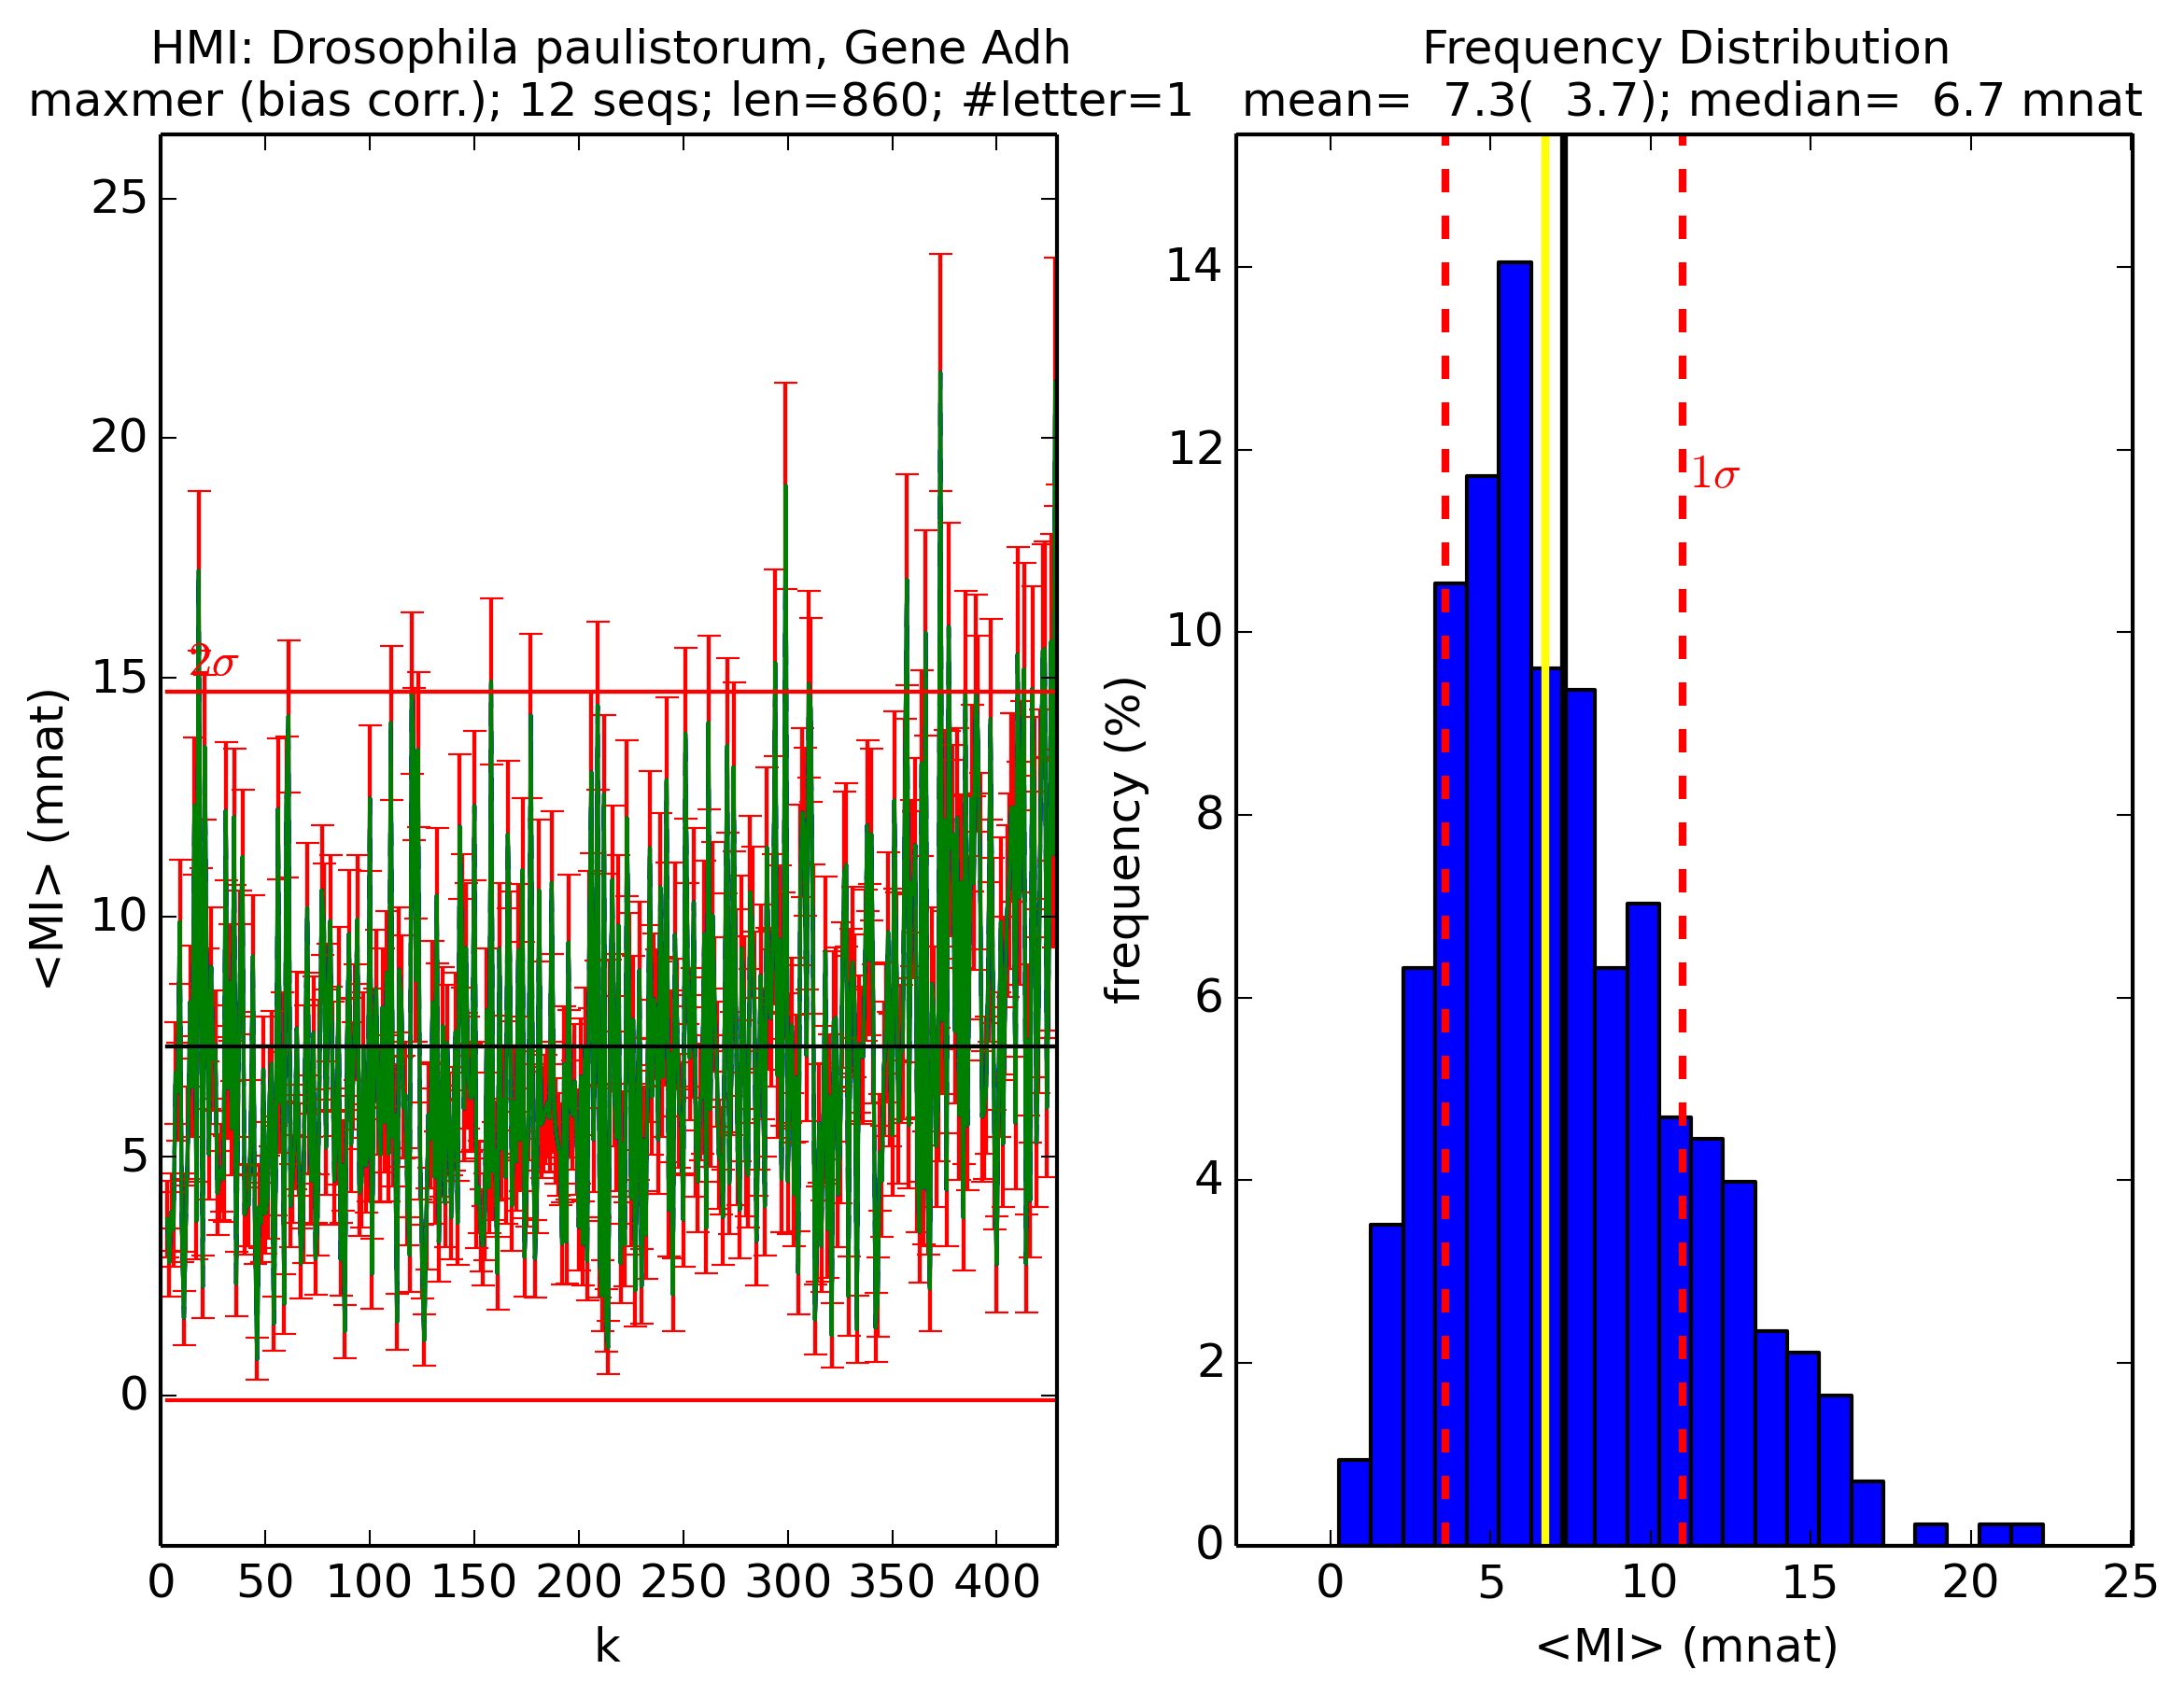 HMI: Drosophila paulistorum, Gene Adh
maxmer (bias corr.); 12 seqs; len=860; #letter=1
25
20
15
10
5
0
<MI> (mnat)
2σ
0 50 100 150 200 250 300 350 400
k
Frequency Distribution
mean= 7.3( 3.7); median= 6.7 mnat
14
12
10
8
6
4
2
0
frequency (%)
1σ
0 5 10 15 20 25
<MI> (mnat)